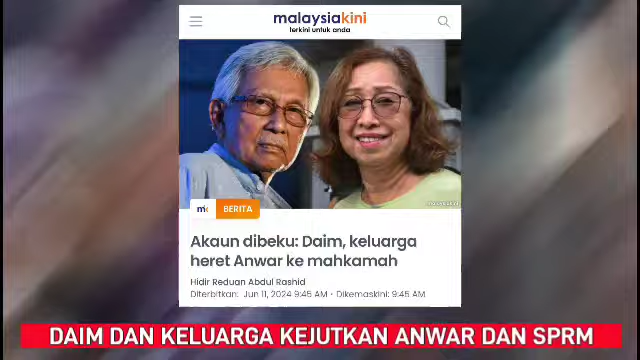 malaysiakini
terkini untuk anda
mk BERITA
Akaun dibeku: Daim, keluarga
heret Anwar ke mahkamah
Hidir Reduan Abdul Rashid
Diterbitkan: Jun 11, 2024 9:45 AM • Dikemaskini: 9:45 AM
DAIM DAN KELUARGA KEJUTKAN ANWAR DAN SPRM